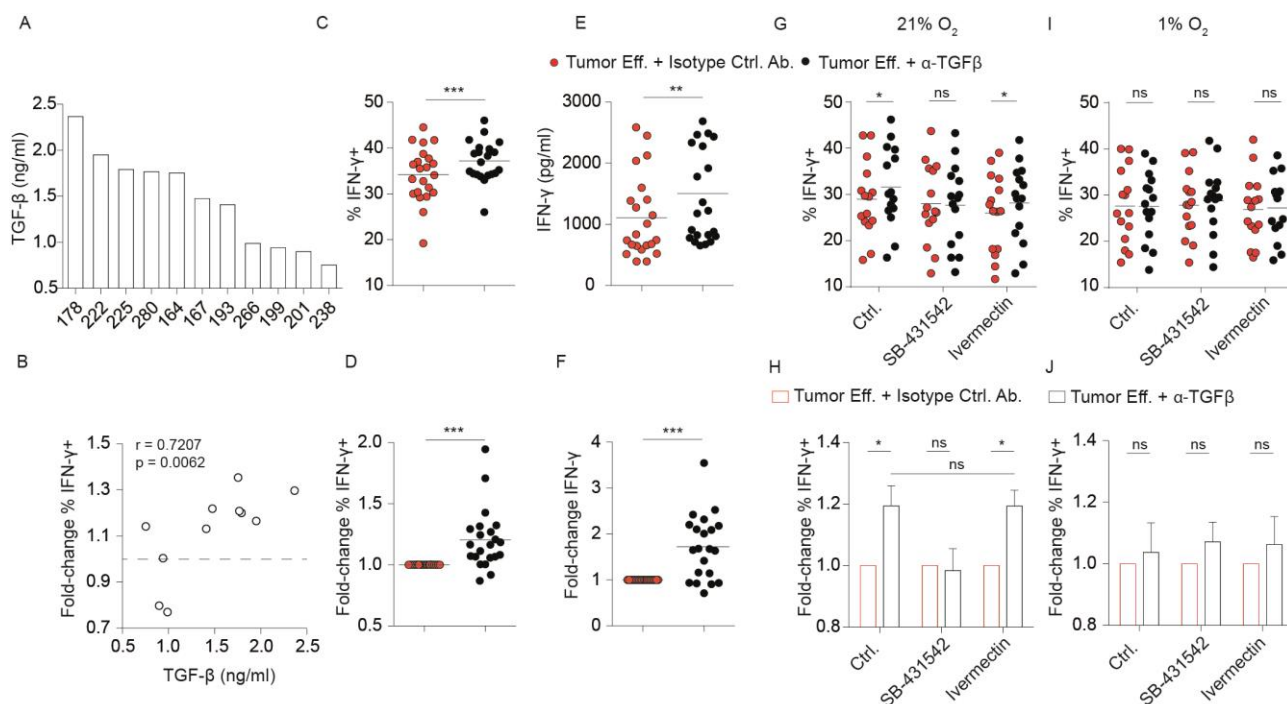 A
C
E
G
21% O₂
I
1% O₂
Tumor Eff. + Isotype Ctrl. Ab.
Tumor Eff. + α-TGFβ
TGF-β (ng/ml)
2.5
2.0
1.5
1.0
0.5
178
222
225
280
164
167
193
266
199
201
238
% IFN-γ+
50
40
30
20
10
***
IFN-γ (pg/ml)
3000
2000
1000
0
**
% IFN-γ+
50
40
30
20
10
*
ns
*
Ctrl.
SB-431542
Ivermectin
% IFN-γ+
50
40
30
20
10
ns
ns
ns
Ctrl.
SB-431542
Ivermectin
B
D
F
H
J
Tumor Eff. + Isotype Ctrl. Ab.
Tumor Eff. + α-TGFβ
Fold-change % IFN-γ+
1.5
1.3
1.1
0.9
0.7
r = 0.7207
p = 0.0062
0.5
1.0
1.5
2.0
2.5
TGF-β (ng/ml)
Fold-change % IFN-γ+
2.0
1.5
1.0
0.5
***
Fold-change IFN-γ
4
3
2
1
0
***
Fold-change % IFN-γ+
1.4
1.2
1.0
0.8
*
ns
*
ns
Ctrl.
SB-431542
Ivermectin
Fold-change % IFN-γ+
1.4
1.2
1.0
0.8
ns
ns
ns
Ctrl.
SB-431542
Ivermectin